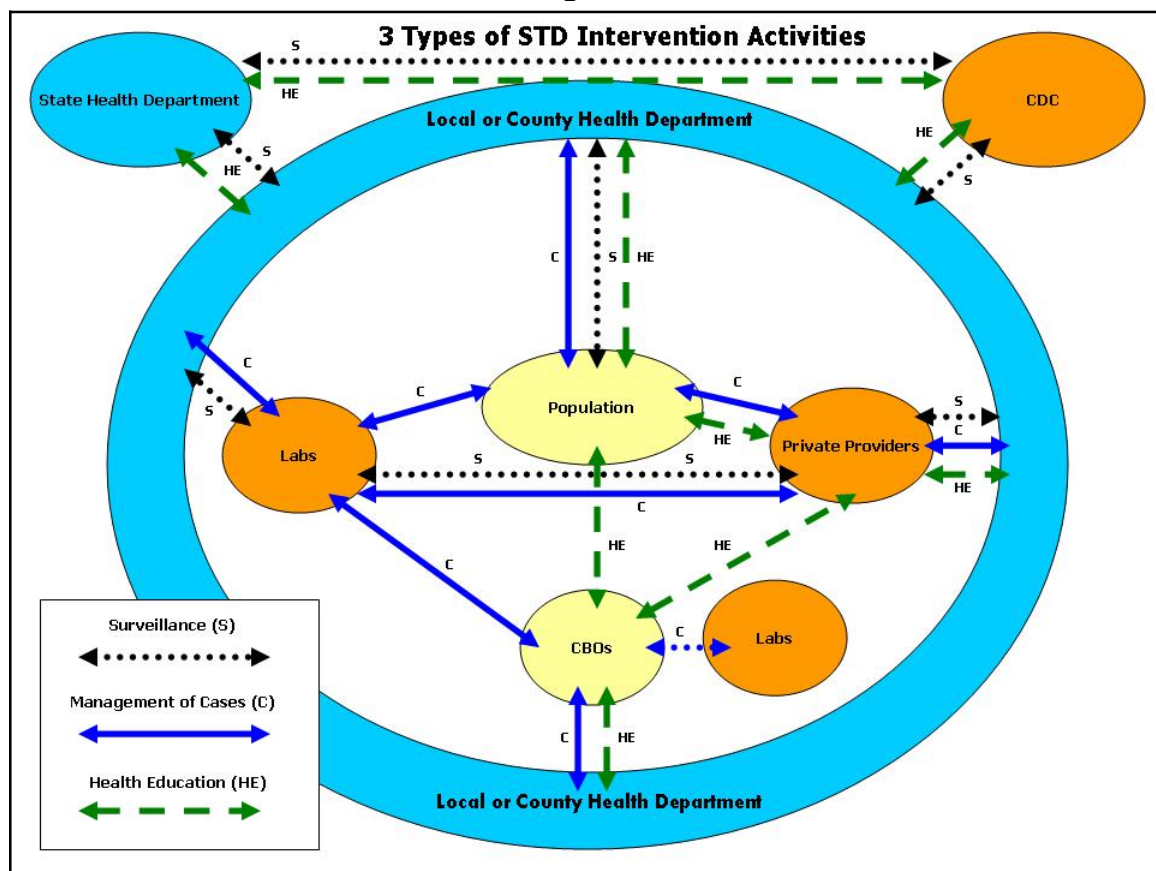 3 Types of STD Intervention Activities
S
HE
State Health Department
CDC
Local or County Health Department
S
HE
HE
S
C
S
HE
C
S
C
Population
C
HE
S
C
HE
Private Providers
Labs
S
S
C
HE
HE
C
C
CBOs
Labs
C
HE
Local or County Health Department
Surveillance (S)
Management of Cases (C)
Health Education (HE)